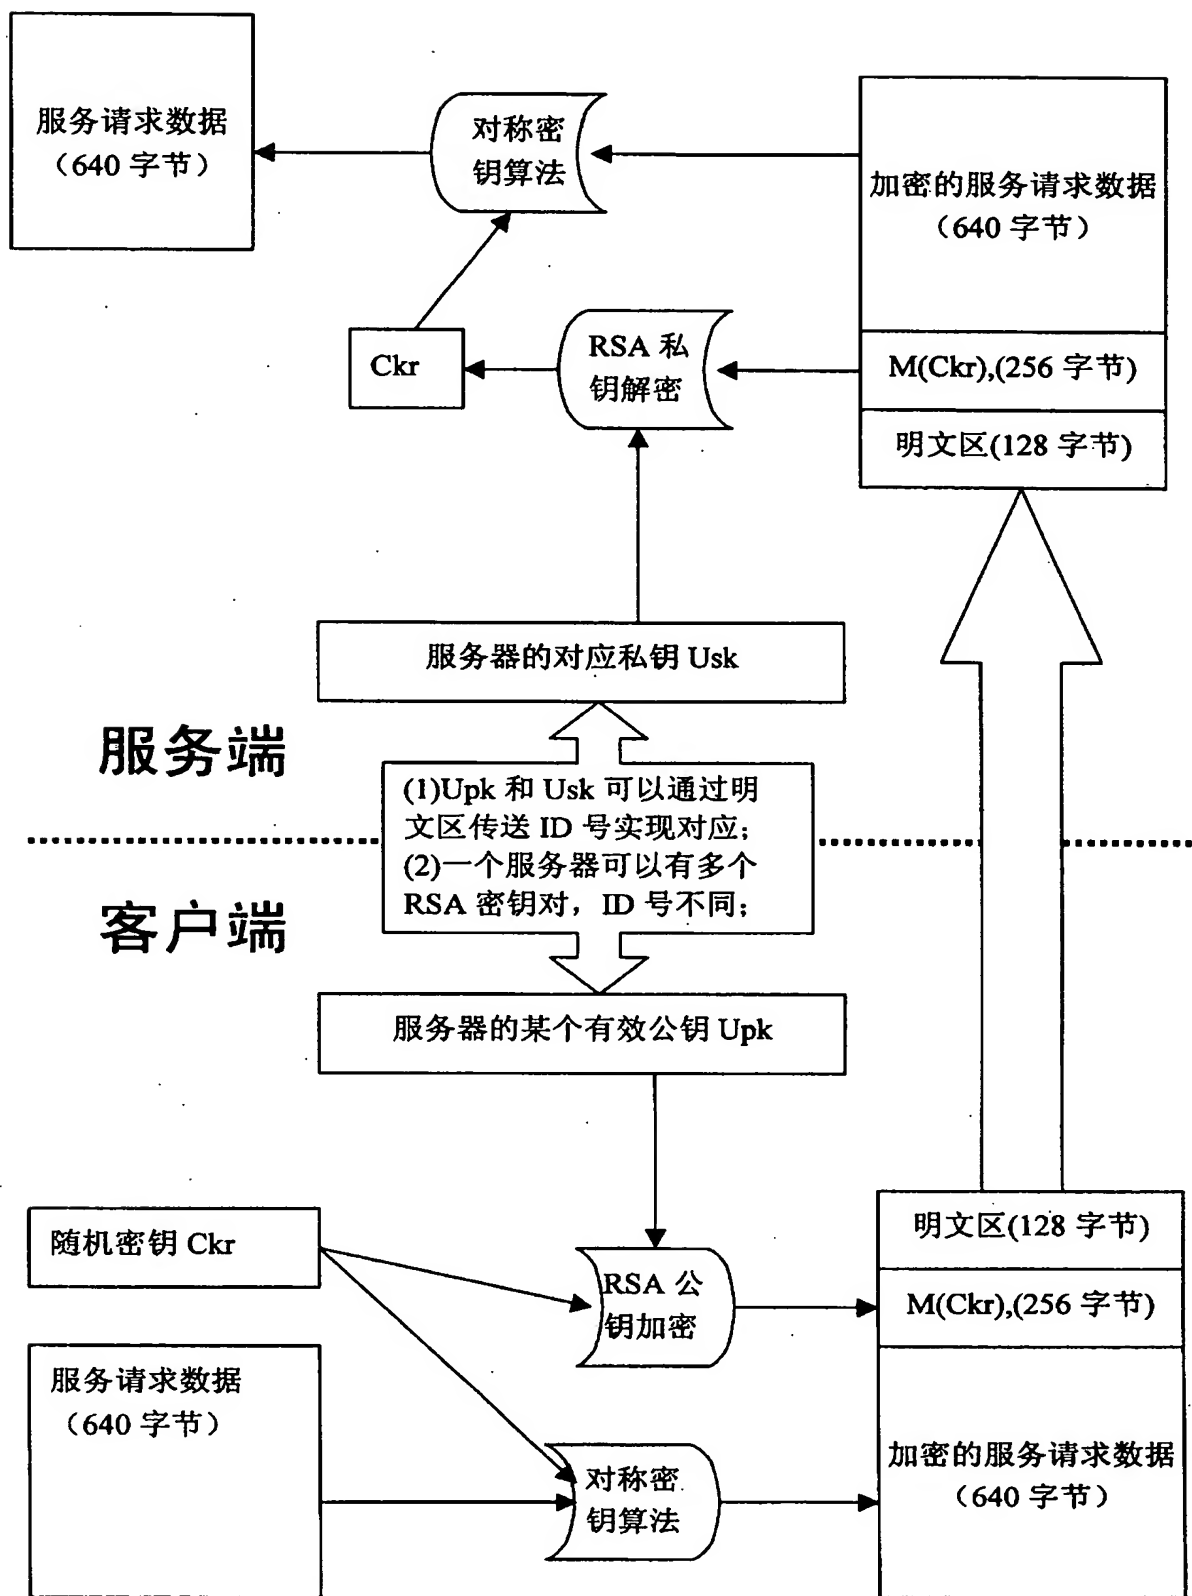 服务请求数据
（640 字节）
对称密
钥算法
加密的服务请求数据
（640 字节）
Ckr
RSA 私
钥解密
M(Ckr),(256 字节)
明文区(128 字节)
服务器的对应私钥 Usk
服务端
(1)Upk 和 Usk 可以通过明
文区传送 ID 号实现对应；
(2)一个服务器可以有多个
RSA 密钥对，ID 号不同；
客户端
服务器的某个有效公钥 Upk
随机密钥 Ckr
RSA 公
钥加密
明文区(128 字节)
M(Ckr),(256 字节)
服务请求数据
（640 字节）
对称密
钥算法
加密的服务请求数据
（640 字节）